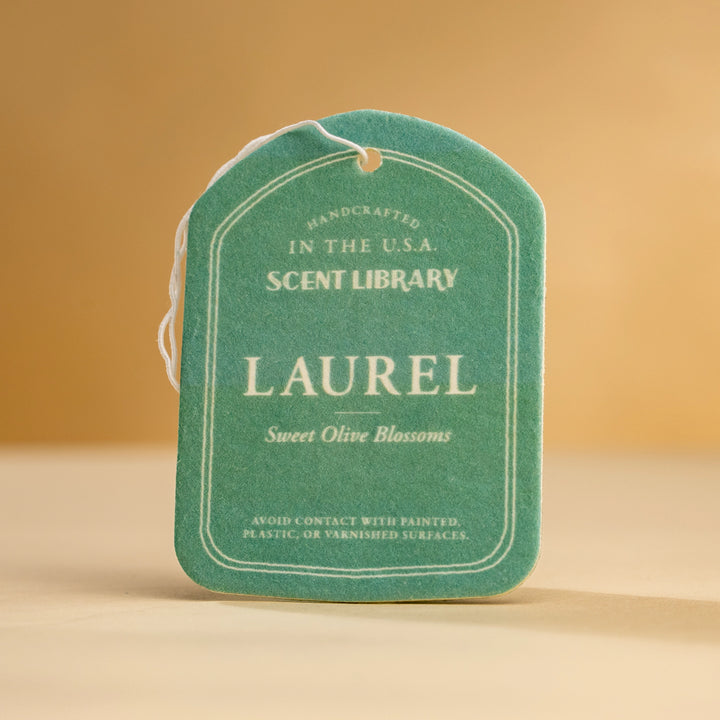 HANDCRAFTED
IN THE U.S.A.
SCENT LIBRARY
LAUREL
Sweet Olive Blossoms
AVOID CONTACT WITH PAINTED,
PLASTIC, OR VARNISHED SURFACES.